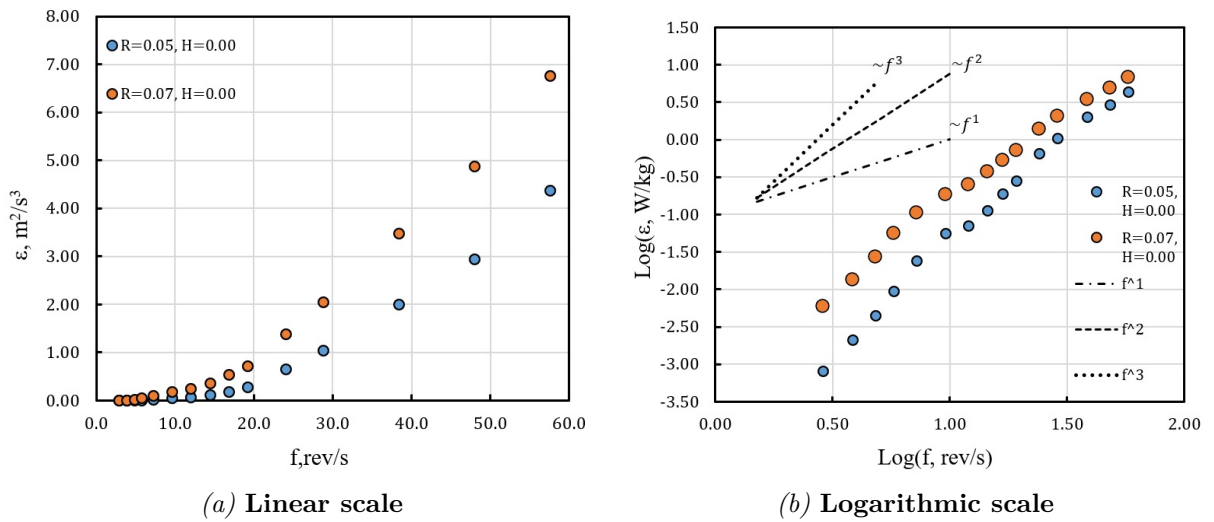 8.00
7.00
6.00
5.00
4.00
3.00
2.00
1.00
0.00
ε, m²/s³
R=0.05, H=0.00
R=0.07, H=0.00
0.0 10.0 20.0 30.0 40.0 50.0 60.0
f,rev/s
(a) Linear scale
1.50
1.00
0.50
0.00
-0.50
-1.00
-1.50
-2.00
-2.50
-3.00
-3.50
Log(ε, W/kg)
~f³
~f²
~f¹
R=0.05,
H=0.00
R=0.07,
H=0.00
f^1
f^2
f^3
0.00 0.50 1.00 1.50 2.00
Log(f, rev/s)
(b) Logarithmic scale